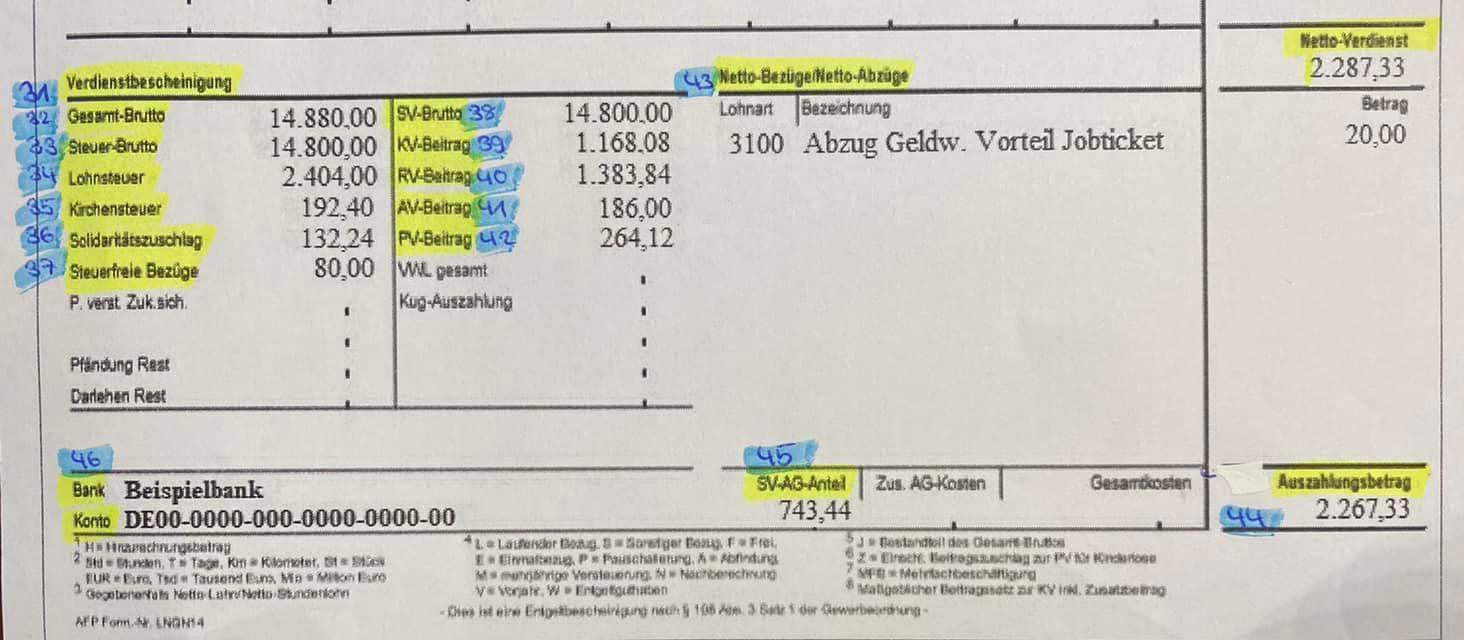 Netto-Verdienst
2.287,33
31 Verdienstbescheinigung
43 Netto-Bezüge/Netto-Abzüge
32 Gesamt-Brutto 14.880,00 SV-Brutto 38 14.800,00
Lohnart Bezeichnung Betrag
33 Steuer-Brutto 14.800,00 KV-Beitrag 39 1.168,08
3100 Abzug Geldw. Vorteil Jobticket 20,00
34 Lohnsteuer 2.404,00 RV-Beitrag 40 1.383,84
35 Kirchensteuer 192,40 AV-Beitrag 41 186,00
36 Solidaritätszuschlag 132,24 PV-Beitrag 42 264,12
37 Steuerfreie Bezüge 80,00 VWL gesamt
P. verst. Zuk.sich. Kug-Auszahlung
Pfändung Rest
Darlehen Rest
46
Bank Beispielbank
Konto DE00-0000-000-0000-0000-00
45
SV-AG-Anteil Zus. AG-Kosten Gesamtkosten
743,44
Auszahlungsbetrag
44 2.267,33
1 H = Hinzurechnungsbetrag
2 Std = Stunden, T = Tage, Km = Kilometer, St = Stück
EUR = Euro, Tsd = Tausend Euro, Mio = Million Euro
3 Gegebenenfalls Netto-Lohn/Netto-Stundenlohn
4 L = Laufender Bezug, S = Sonstiger Bezug, F = Frei,
E = Einmalbezug, P = Pauschalierung, A = Abfindung,
M = mehrjährige Versteuerung, N = Nachberechnung
V = Vorjahr, W = Entgeltguthaben
5 J = Bestandteil des Gesamt-Bruttos
6 Z = Einschl. Beitragszuschlag zur PV für Kinderlose
7 MFB = Mehrfachbeschäftigung
8 Maßgeblicher Beitragssatz zur KV inkl. Zusatzbeitrag
- Dies ist eine Entgeltbescheinigung nach § 108 Abs. 3 Satz 1 der Gewerbeordnung -
AFP Form.-Nr. LNGN14